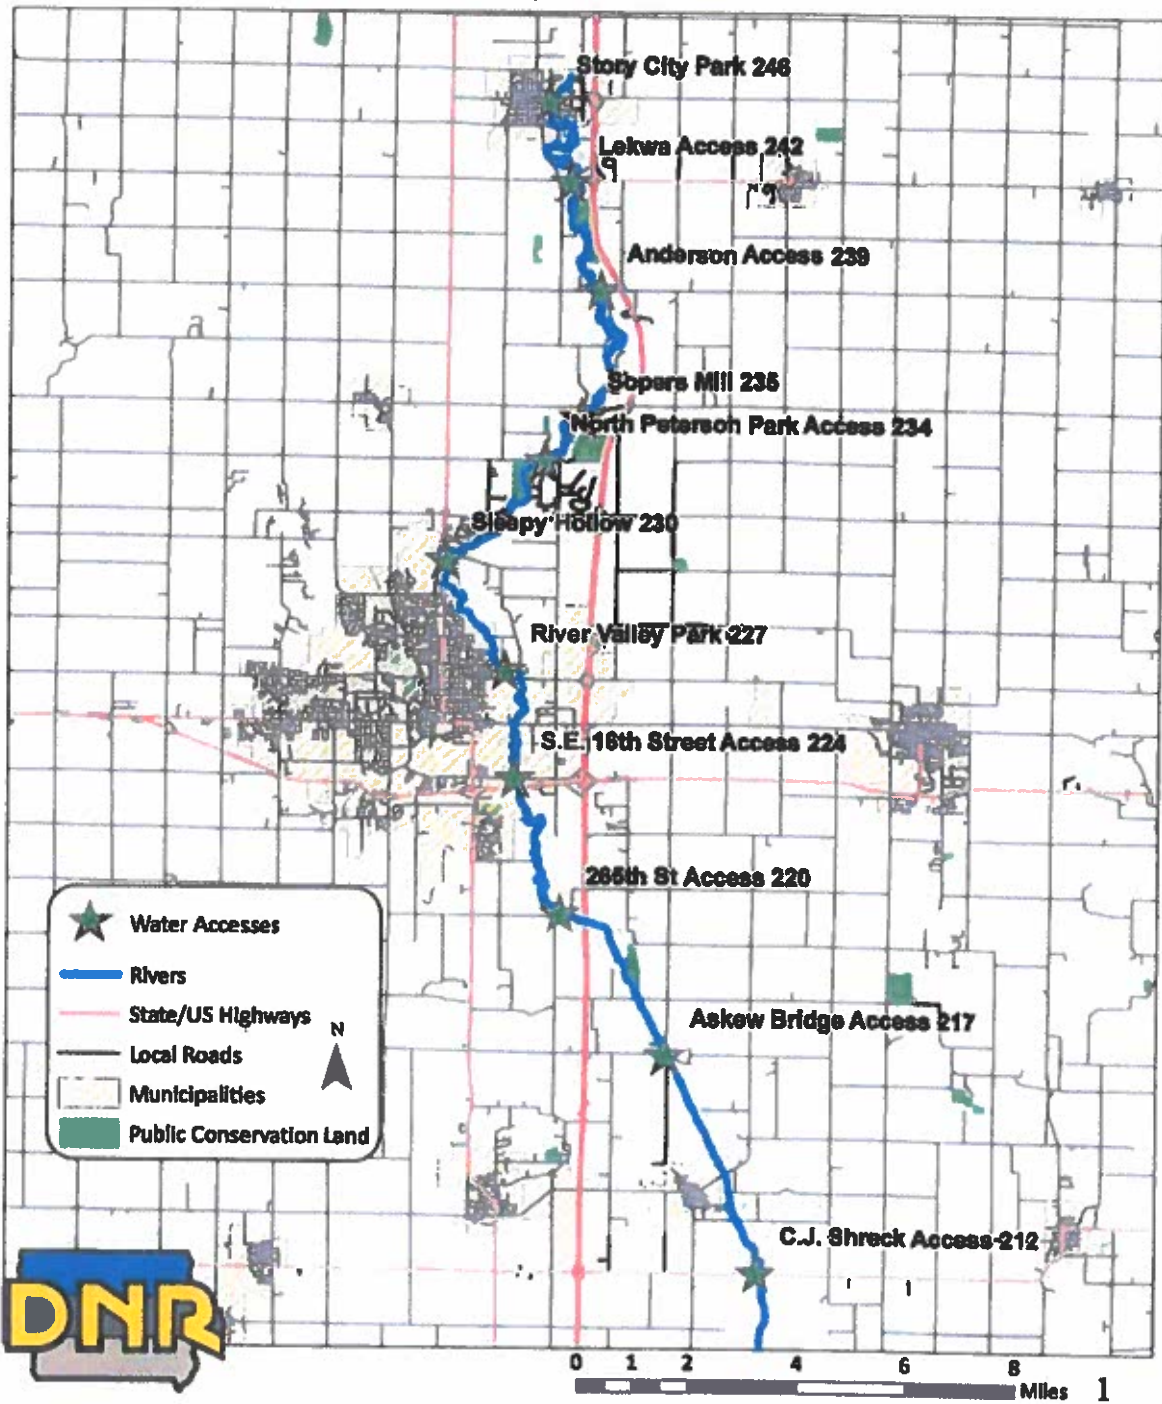 Story City Park 246
Lekwa Access 242
Anderson Access 239
Sopers Mill 235
North Peterson Park Access 234
Sleepy Hollow 230
River Valley Park 227
S.E. 16th Street Access 224
265th St Access 220
Askew Bridge Access 217
C.J. Shreck Access 212
Water Accesses
Rivers
State/US Highways
N
Local Roads
Municipalities
Public Conservation Land
DNR
0 1 2 4 6 8
Miles 1